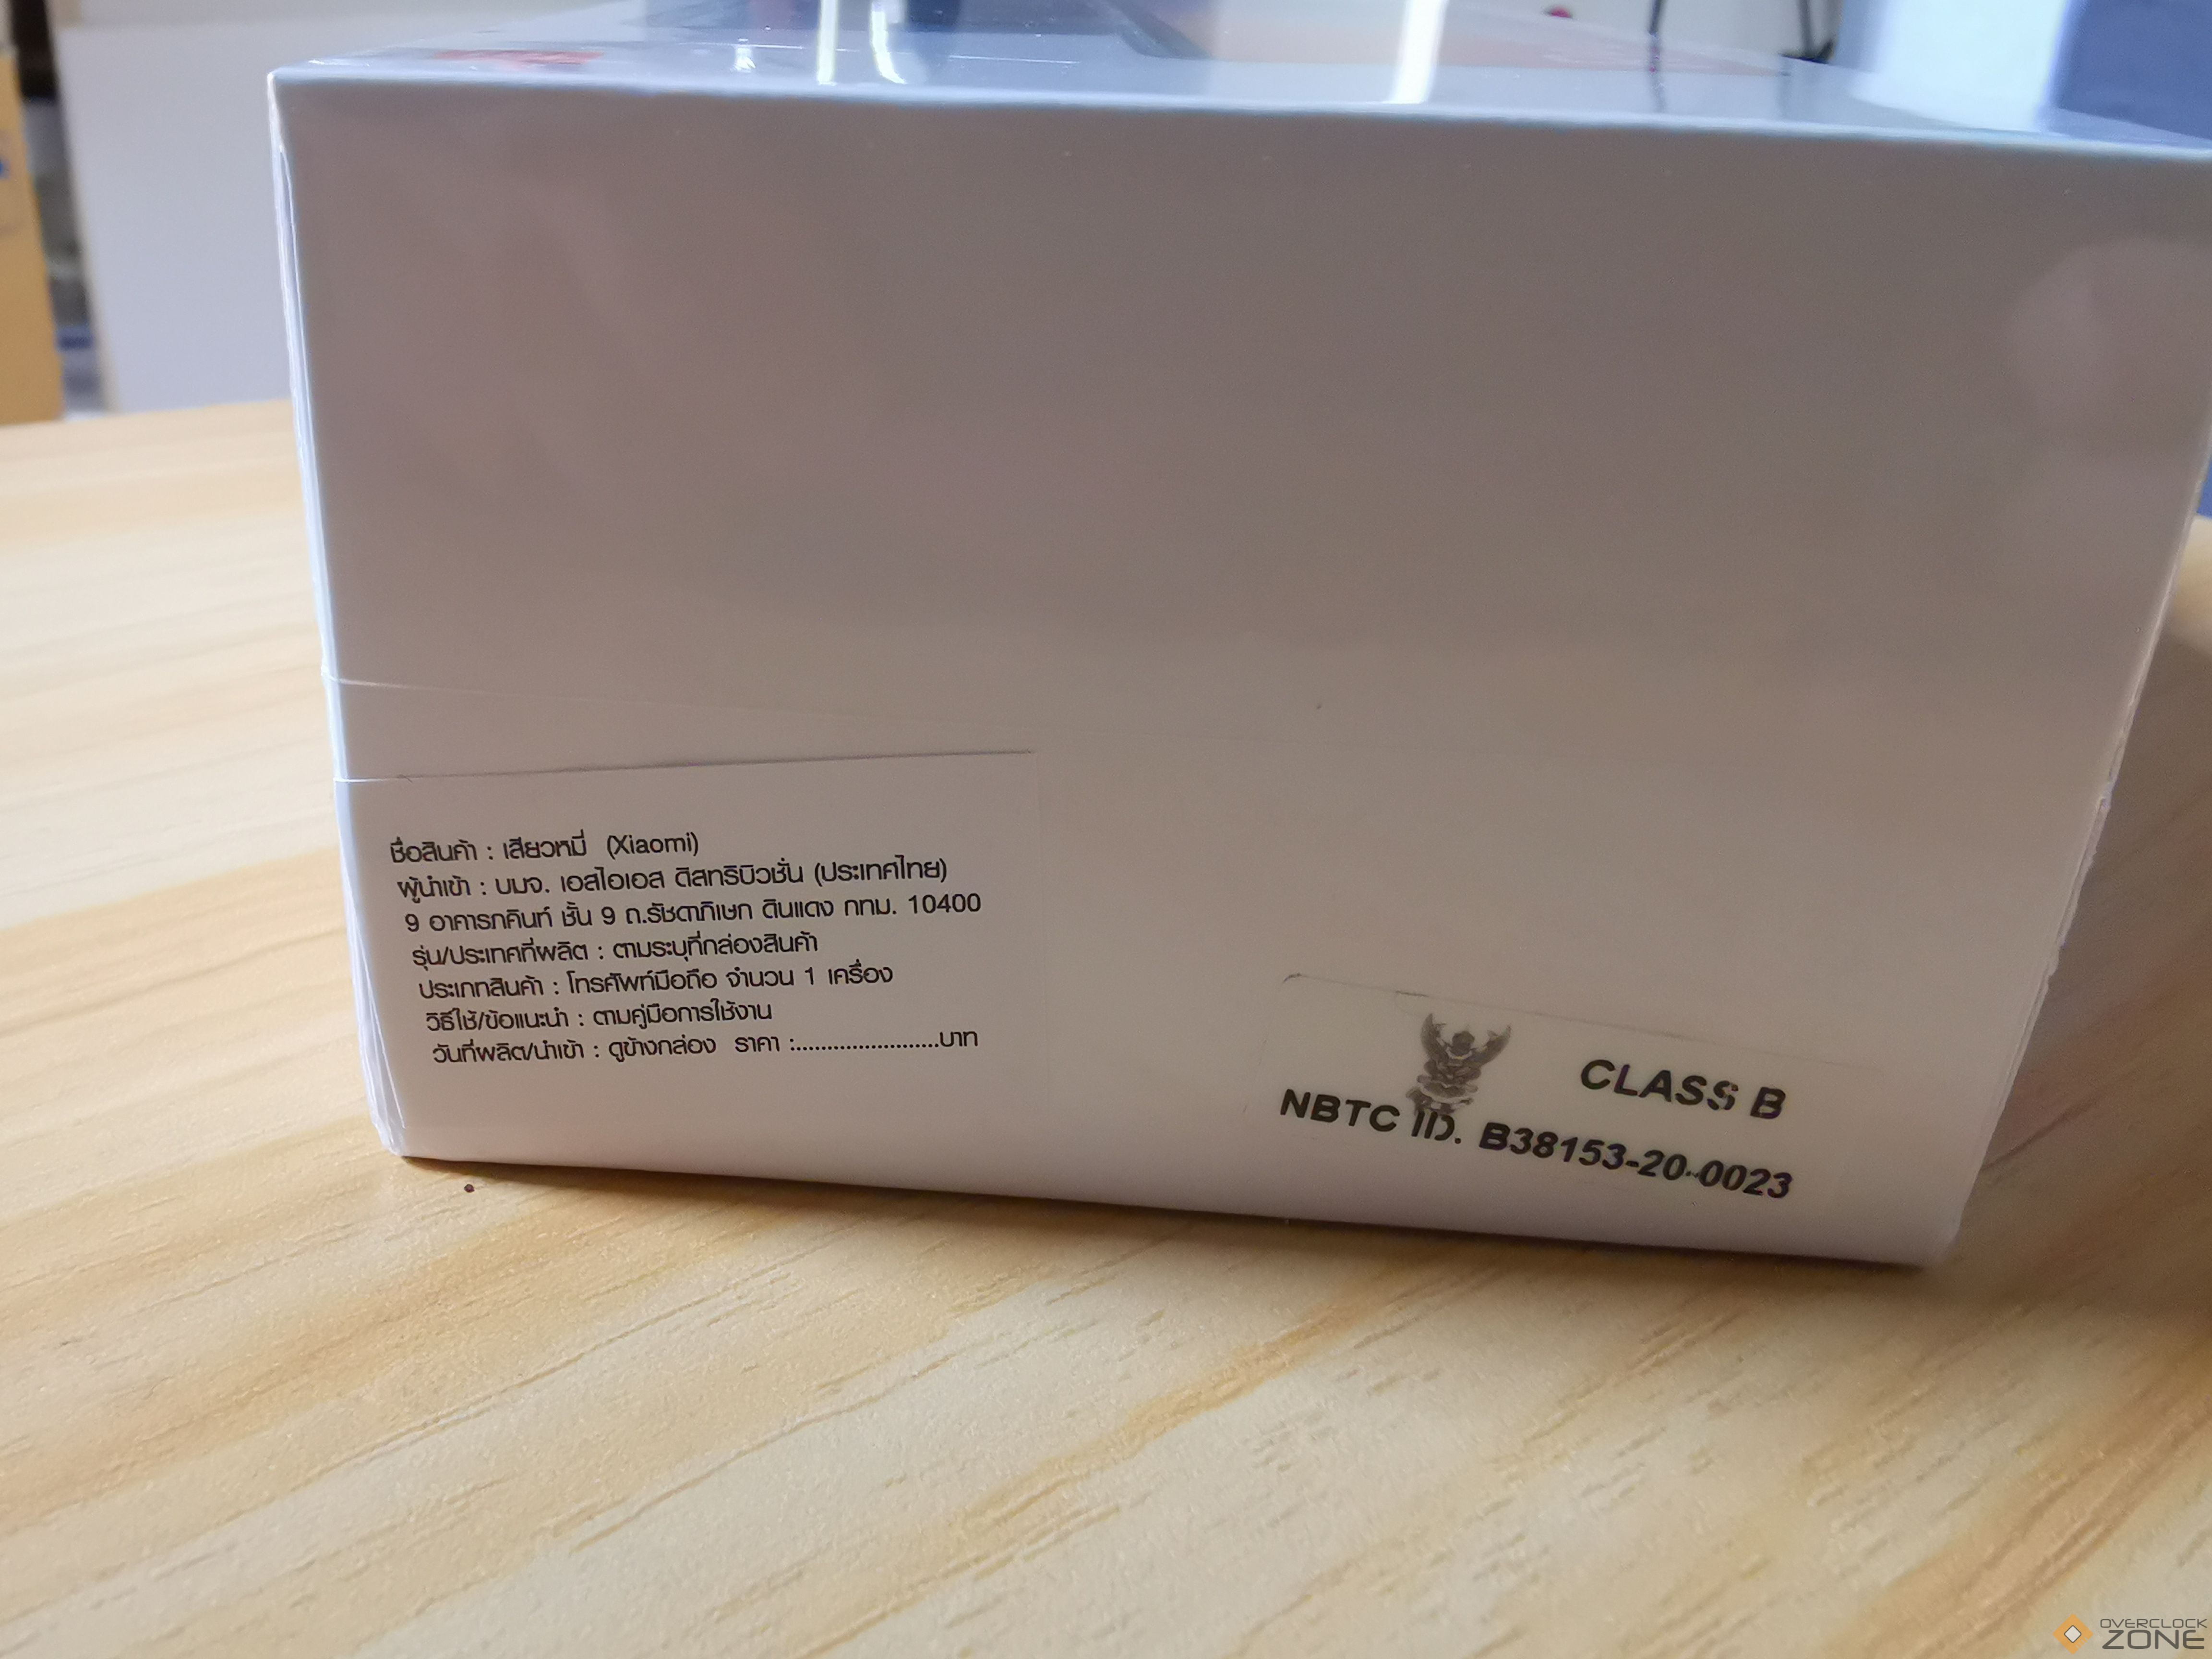 ชื่อสินค้า : เสียวหมี่ (Xiaomi)
ผู้นำเข้า : บมจ. เอสไอเอส ดิสทริบิวชั่น (ประเทศไทย)
9 อาคารภคินท์ ชั้น 9 ถ.รัชดาภิเษก ดินแดง กทม. 10400
รุ่น/ประเทศที่ผลิต : ตามระบุที่กล่องสินค้า
ประเภทสินค้า : โทรศัพท์มือถือ จำนวน 1 เครื่อง
วิธีใช้/ข้อแนะนำ : ตามคู่มือการใช้งาน
วันที่ผลิต/นำเข้า : ดูข้างกล่อง ราคา :........................บาท
CLASS B
NBTC ID. B38153-20-0023
OVERCLOCK
ZONE